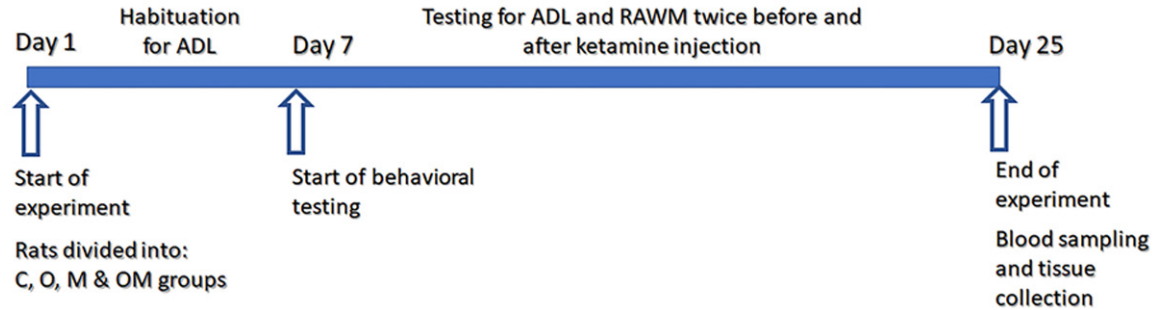 Habituation
for ADL
Testing for ADL and RAWM twice before and
after ketamine injection
Day 1
Day 7
Day 25
Start of
experiment
Rats divided into:
C, O, M & OM groups
Start of behavioral
testing
End of
experiment
Blood sampling
and tissue
collection